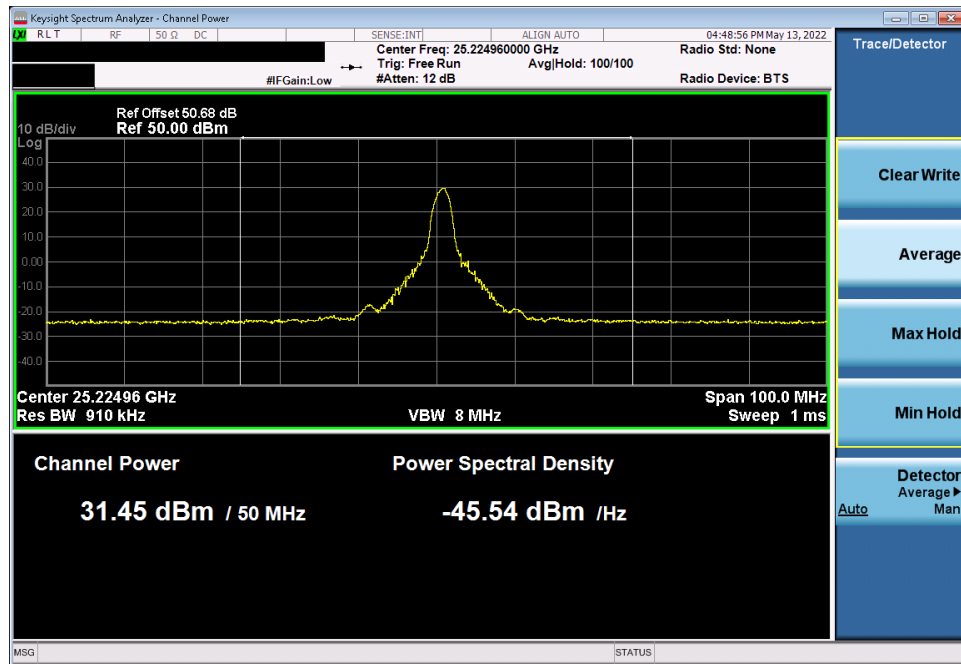 Keysight Spectrum Analyzer - Channel Power
LXI RLT RF 50 Ω DC SENSE:INT ALIGN AUTO 04:48:56 PM May 13, 2022
Center Freq: 25.224960000 GHz Radio Std: None
Trig: Free Run Avg|Hold: 100/100
#IFGain:Low #Atten: 12 dB Radio Device: BTS
Trace/Detector
Ref Offset 50.68 dB
10 dB/div Ref 50.00 dBm
Log
40.0
30.0
20.0
10.0
0.00
-10.0
-20.0
-30.0
-40.0
Center 25.22496 GHz Span 100.0 MHz
Res BW 910 kHz VBW 8 MHz Sweep 1 ms
Channel Power Power Spectral Density
31.45 dBm / 50 MHz -45.54 dBm /Hz
Clear Write
Average
Max Hold
Min Hold
Detector
Average
Auto Man
MSG STATUS